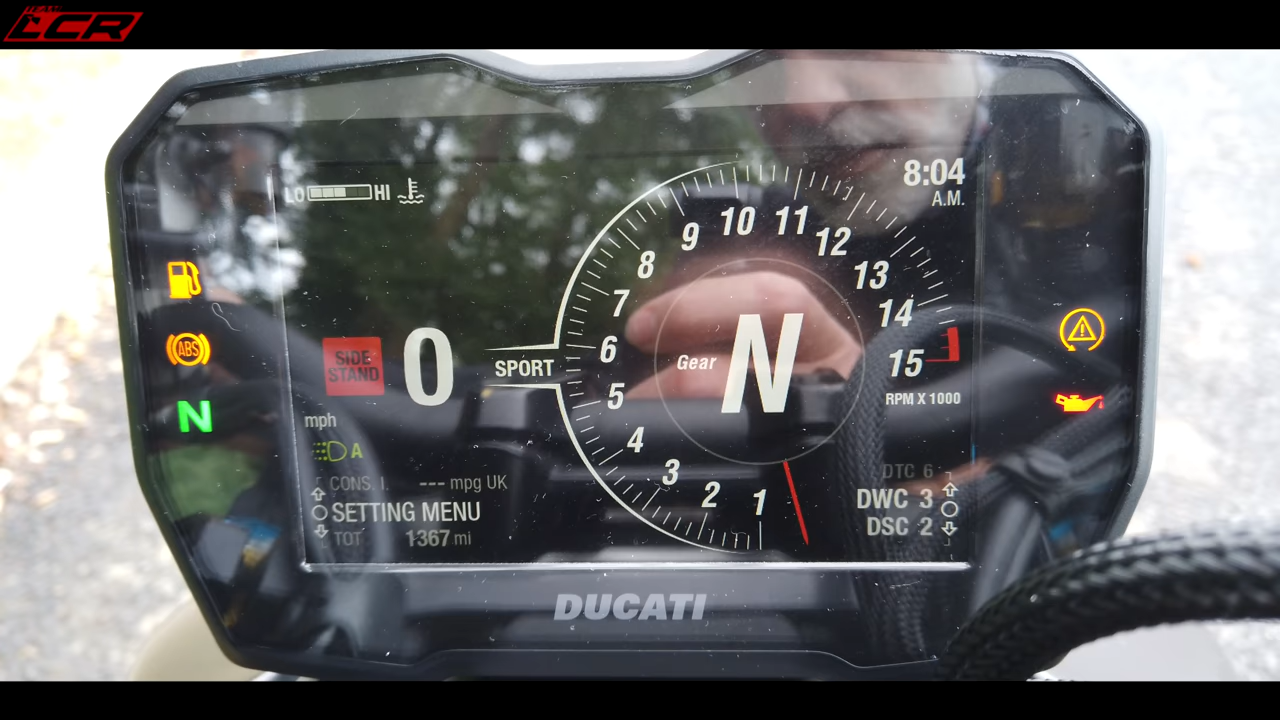 TEAM
LCR
LO HI
8:04
A.M.
9 10 11 12
8 13
7 14
6 15
5
4
3
2
1
ABS
N
SIDE
STAND
0
SPORT
Gear N
RPM X 1000
mph
A
CONS. I. --- mpg UK
SETTING MENU
TOT 1367 mi
DTC 6
DWC 3
DSC 2
DUCATI